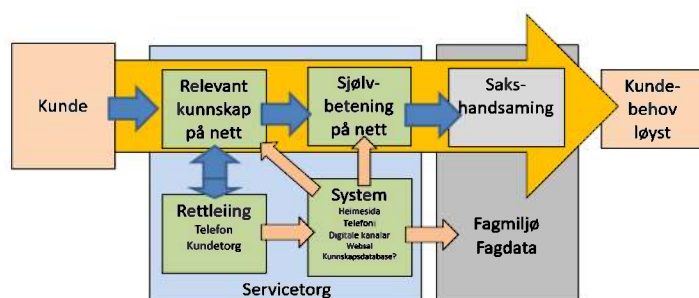 Kunde
Relevant
kunnskap
på nett
Sjølv-
betening
på nett
Saks-
handsaming
Kunde-
behov
løyst
Rettleiing
Telefon
Kundetorg
System
Heimesida
Telefoni
Digitale kanalar
Websal
Kunnskapsdatabase?
Fagmiljø
Fagdata
Servicetorg